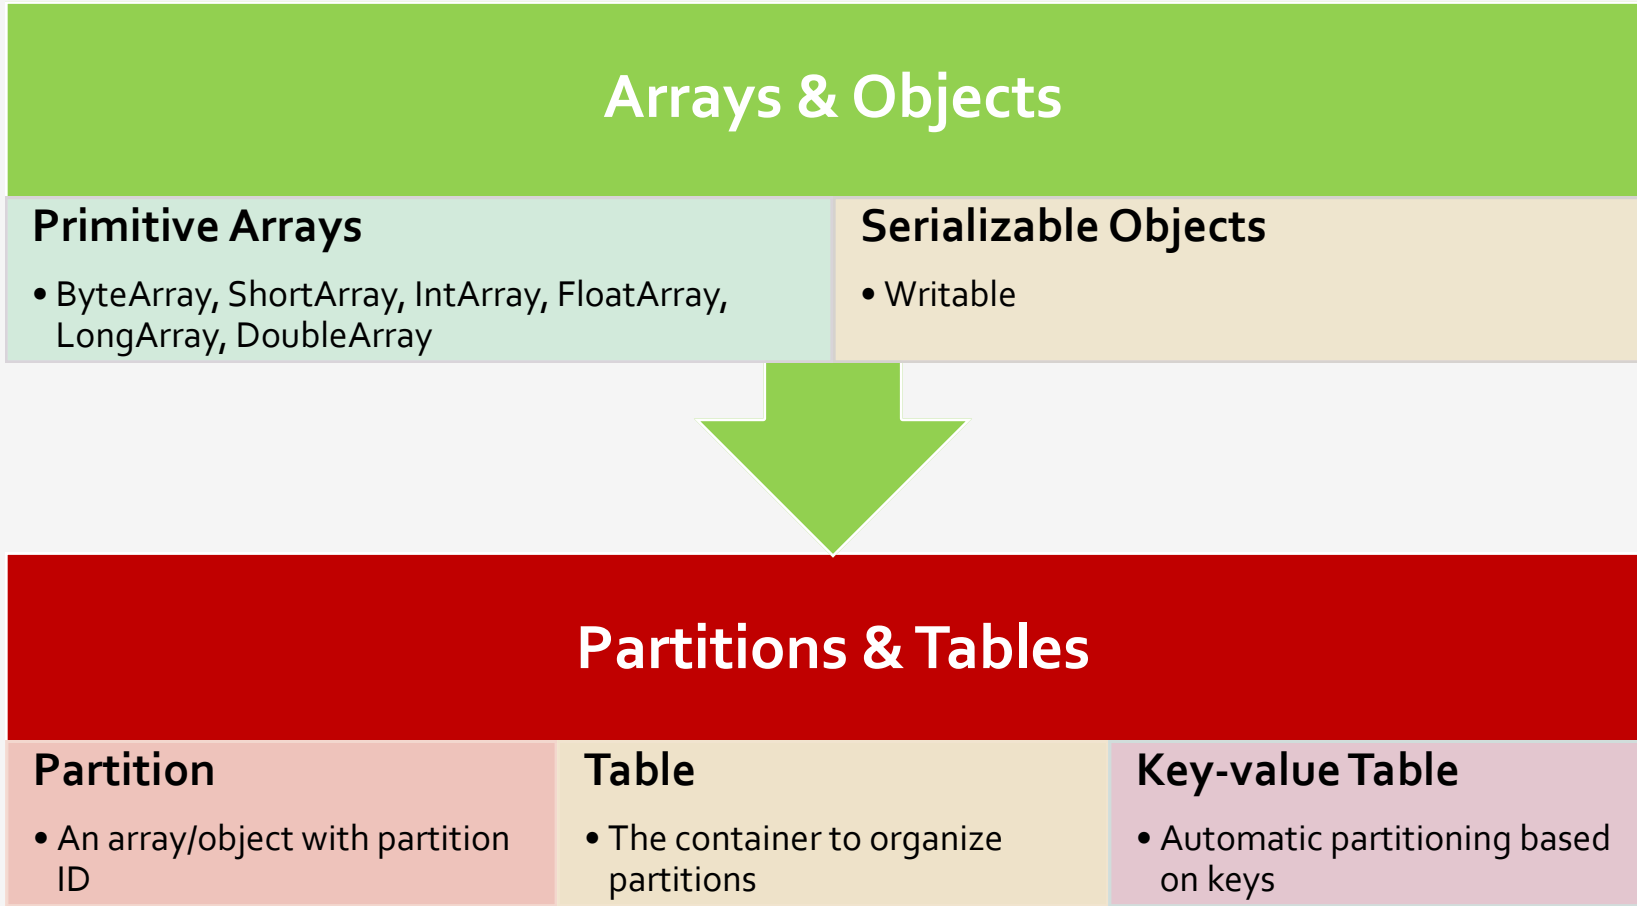 Arrays & Objects
Primitive Arrays
• ByteArray, ShortArray, IntArray, FloatArray,
LongArray, DoubleArray
Serializable Objects
• Writable
Partitions & Tables
Partition
• An array/object with partition
ID
Table
• The container to organize
partitions
Key-value Table
• Automatic partitioning based
on keys